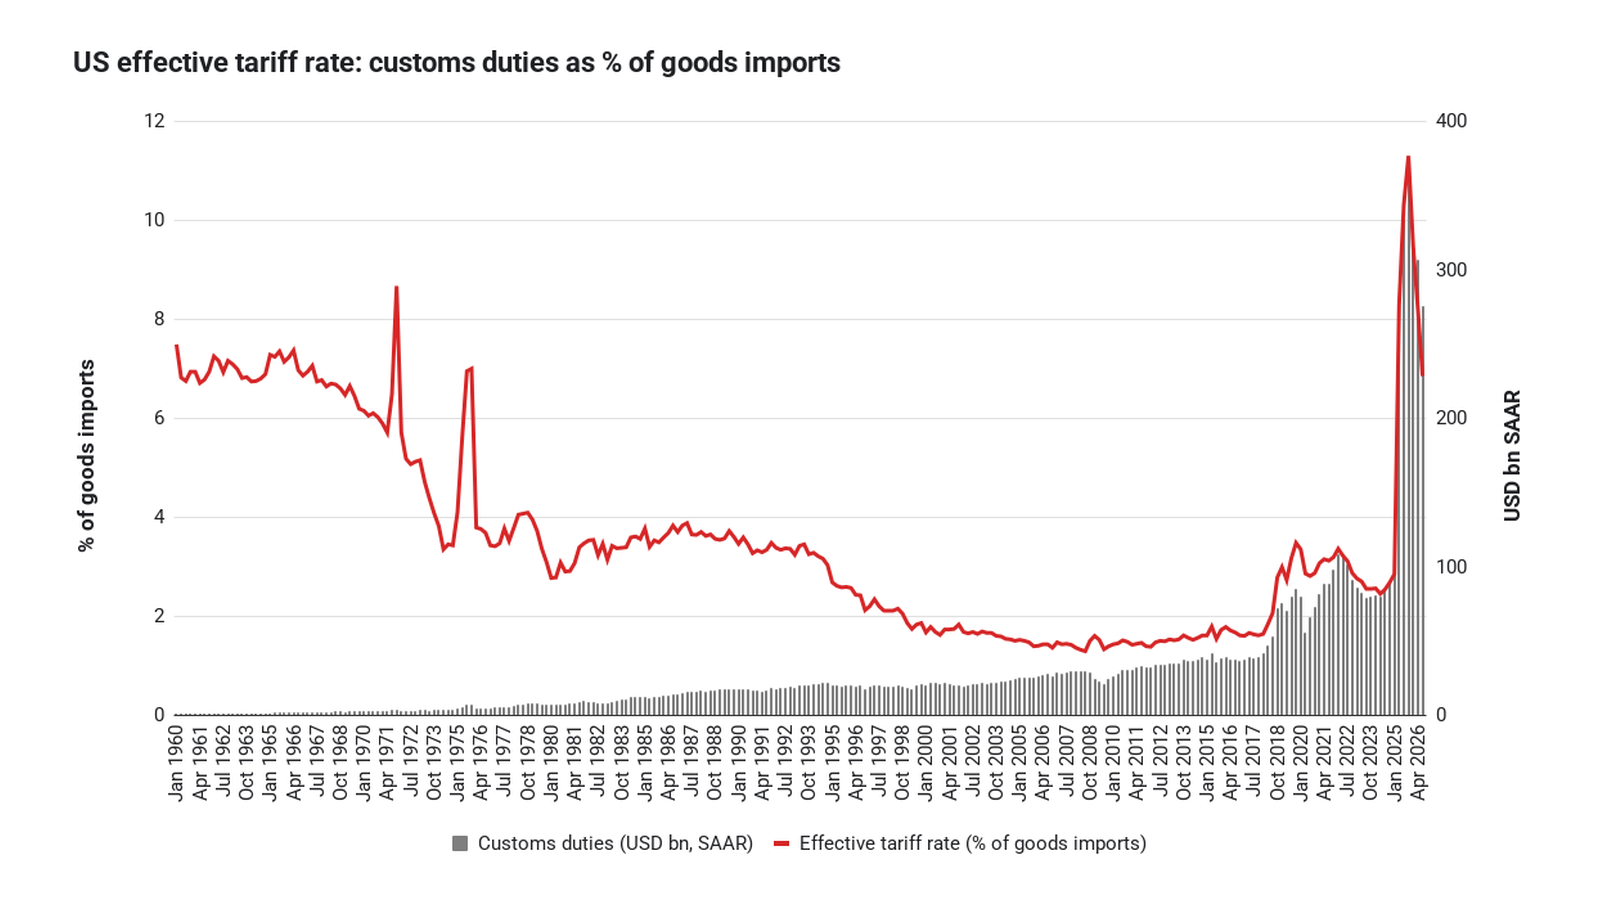 US effective tariff rate: customs duties as % of goods imports
12
10
8
6
4
2
0
400
300
200
100
0
% of goods imports
USD bn SAAR
Jan 1960
Apr 1961
Jul 1962
Oct 1963
Jan 1965
Apr 1966
Jul 1967
Oct 1968
Jan 1970
Apr 1971
Jul 1972
Oct 1973
Jan 1975
Apr 1976
Jul 1977
Oct 1978
Jan 1980
Apr 1981
Jul 1982
Oct 1983
Jan 1985
Apr 1986
Jul 1987
Oct 1988
Jan 1990
Apr 1991
Jul 1992
Oct 1993
Jan 1995
Apr 1996
Jul 1997
Oct 1998
Jan 2000
Apr 2001
Jul 2002
Oct 2003
Jan 2005
Apr 2006
Jul 2007
Oct 2008
Jan 2010
Apr 2011
Jul 2012
Oct 2013
Jan 2015
Apr 2016
Jul 2017
Oct 2018
Jan 2020
Apr 2021
Jul 2022
Oct 2023
Jan 2025
Apr 2026
Customs duties (USD bn, SAAR)
Effective tariff rate (% of goods imports)